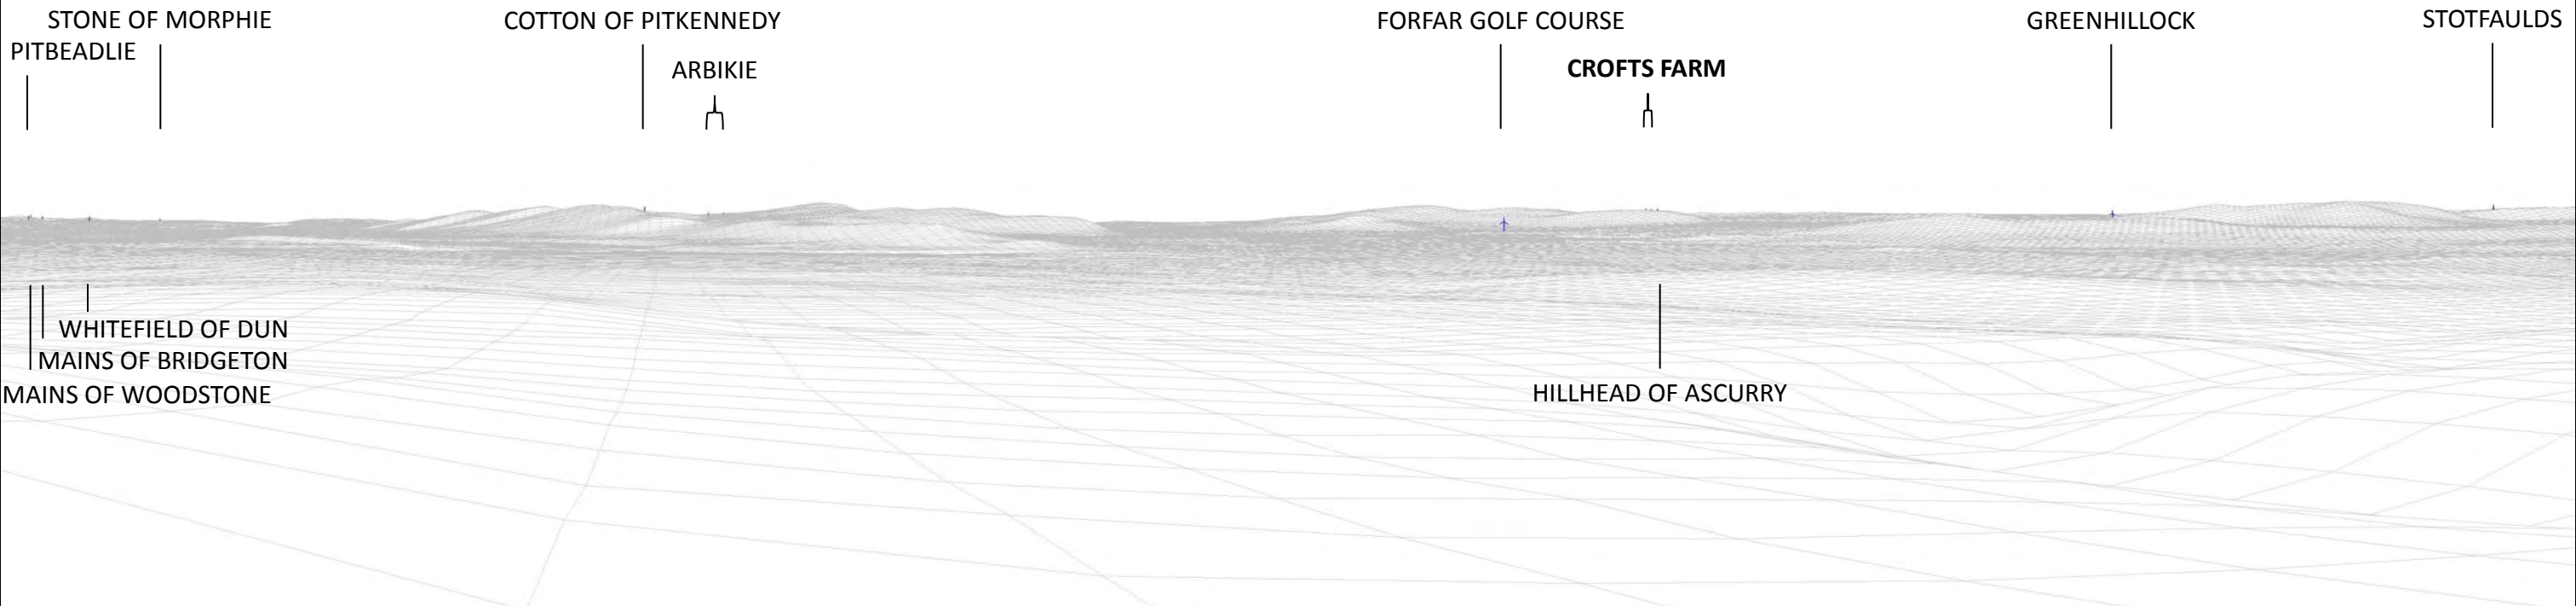 STONE OF MORPHIE
COTTON OF PITKENNEDY
FORFAR GOLF COURSE
GREENHILLOCK
STOTFAULDS
PITBEADLIE
ARBIKIE
CROFTS FARM
WHITEFIELD OF DUN
MAINS OF BRIDGETON
MAINS OF WOODSTONE
HILLHEAD OF ASCURRY